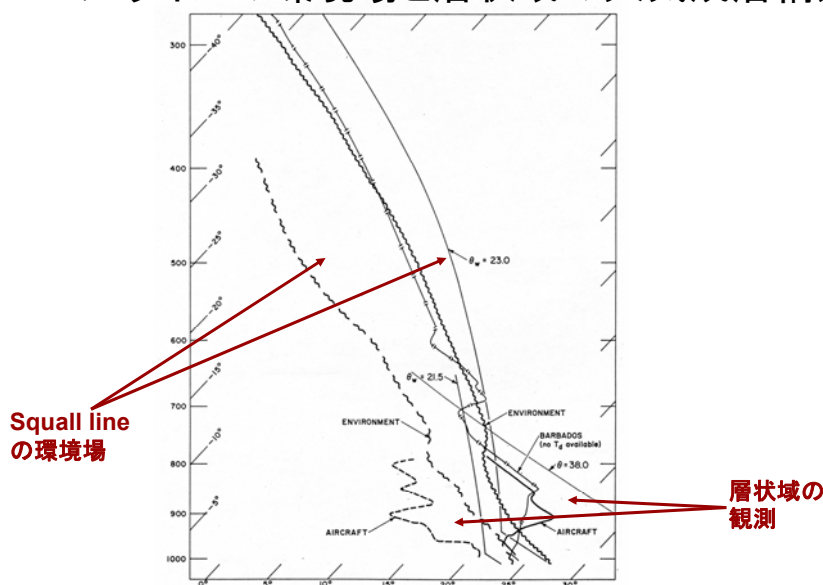 300
400
500
600
700
800
900
1000
-40°
-35°
-30°
-25°
-20°
-15°
-10°
-5°
θw = 23.0
θw = 21.5
ENVIRONMENT
ENVIRONMENT
BARBADOS
(no Td available)
θ = 38.0
AIRCRAFT
AIRCRAFT
Squall line
の環境場
層状域の
観測